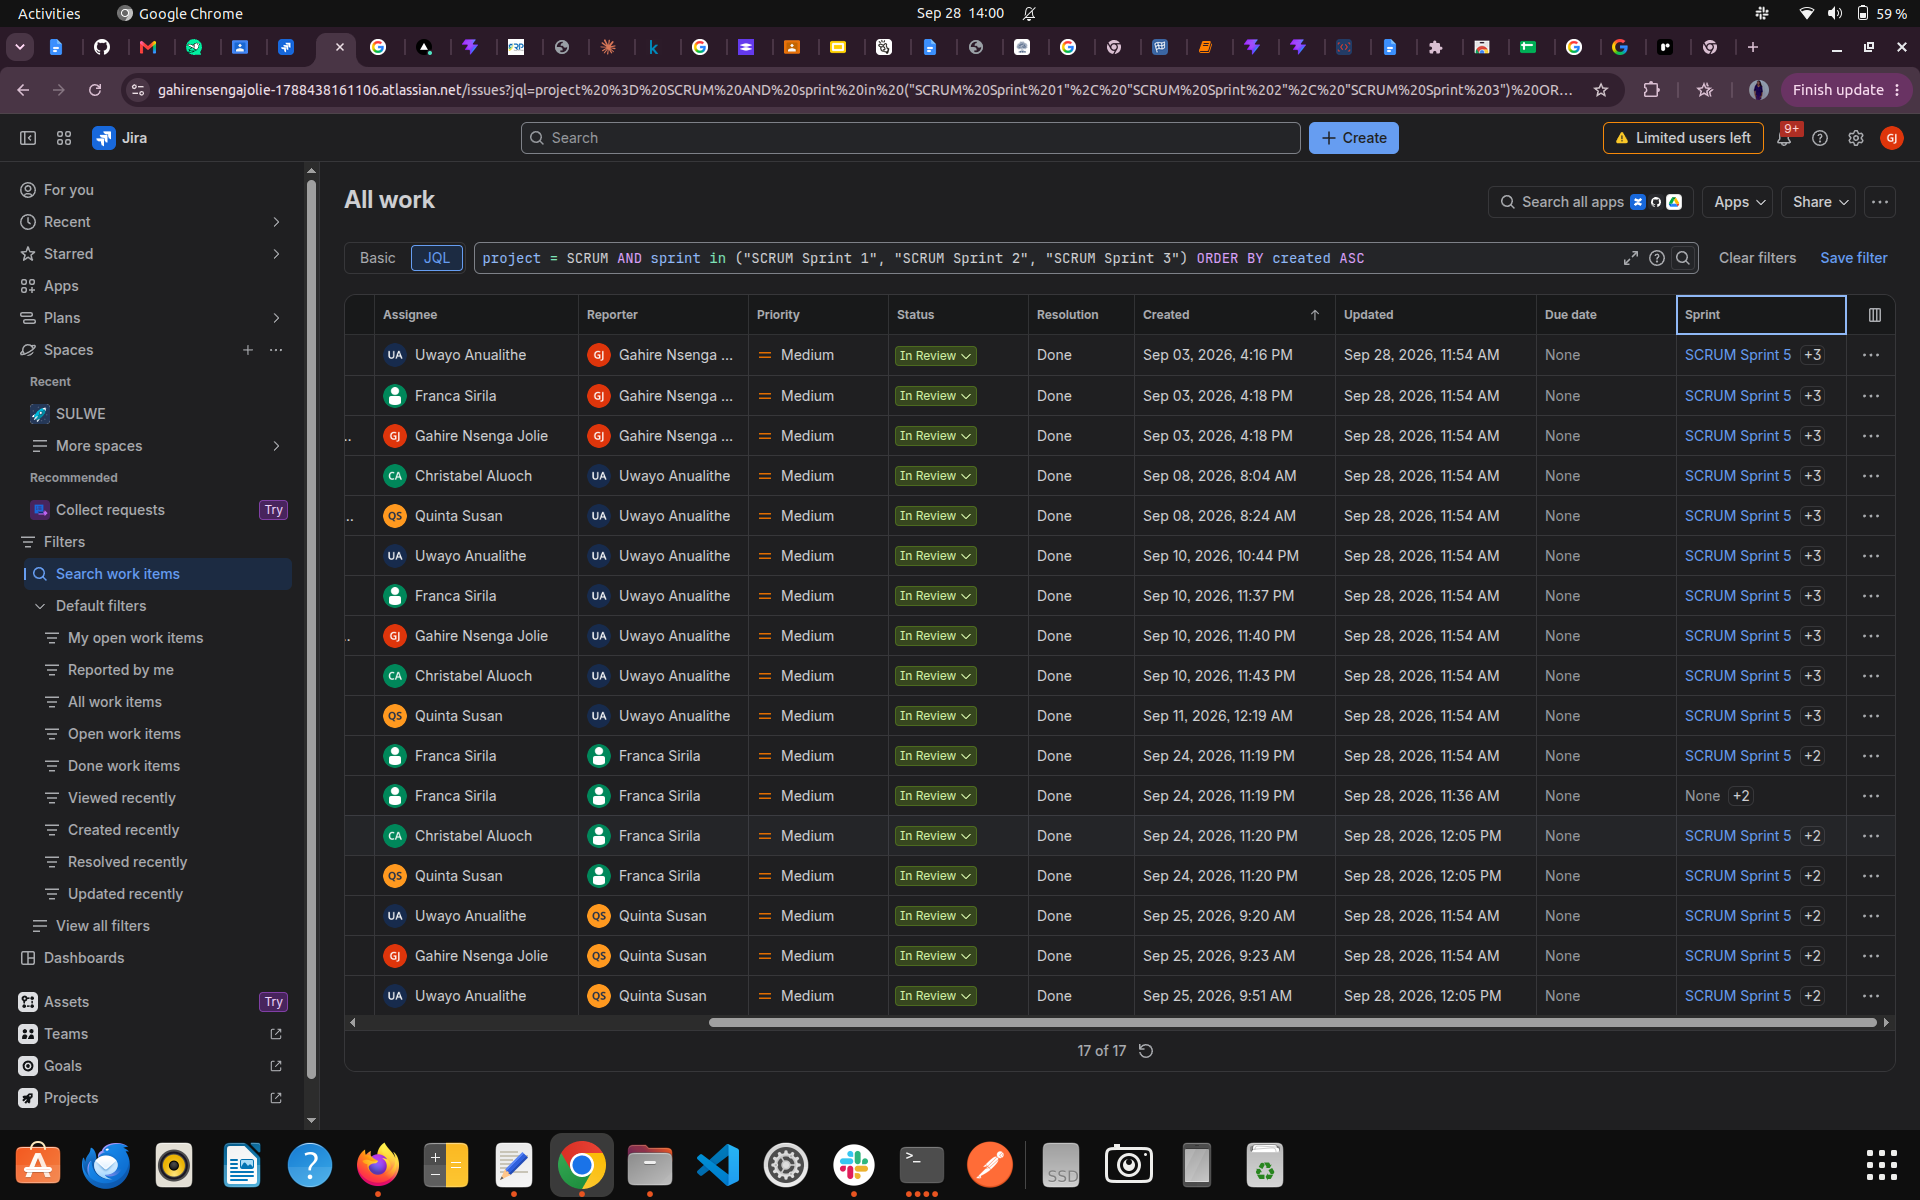 Activities
Google Chrome
Sep 28 14:00
59 %
gahirensengajolie-1788438161106.atlassian.net/issues?jql=project%20%3D%20SCRUM%20AND%20sprint%20in%20("SCRUM%20Sprint%201"%2C%20"SCRUM%20Sprint%202"%2C%20"SCRUM%20Sprint%203")%20OR...
Finish update
Jira
Search
Create
Limited users left
9+
GJ
For you
Recent
Starred
Apps
Plans
Spaces
Recent
SULWE
More spaces
Recommended
Collect requests Try
Filters
Search work items
Default filters
My open work items
Reported by me
All work items
Open work items
Done work items
Viewed recently
Created recently
Resolved recently
Updated recently
View all filters
Dashboards
Assets Try
Teams
Goals
Projects
All work
Search all apps
Apps
Share
Basic JQL
project = SCRUM AND sprint in ("SCRUM Sprint 1", "SCRUM Sprint 2", "SCRUM Sprint 3") ORDER BY created ASC
Clear filters
Save filter
Assignee Reporter Priority Status Resolution Created Updated Due date Sprint
UA Uwayo Anualithe GJ Gahire Nsenga ... Medium In Review Done Sep 03, 2026, 4:16 PM Sep 28, 2026, 11:54 AM None SCRUM Sprint 5 +3
Franca Sirila GJ Gahire Nsenga ... Medium In Review Done Sep 03, 2026, 4:18 PM Sep 28, 2026, 11:54 AM None SCRUM Sprint 5 +3
.. GJ Gahire Nsenga Jolie GJ Gahire Nsenga ... Medium In Review Done Sep 03, 2026, 4:18 PM Sep 28, 2026, 11:54 AM None SCRUM Sprint 5 +3
CA Christabel Aluoch UA Uwayo Anualithe Medium In Review Done Sep 08, 2026, 8:04 AM Sep 28, 2026, 11:54 AM None SCRUM Sprint 5 +3
.. QS Quinta Susan UA Uwayo Anualithe Medium In Review Done Sep 08, 2026, 8:24 AM Sep 28, 2026, 11:54 AM None SCRUM Sprint 5 +3
UA Uwayo Anualithe UA Uwayo Anualithe Medium In Review Done Sep 10, 2026, 10:44 PM Sep 28, 2026, 11:54 AM None SCRUM Sprint 5 +3
Franca Sirila UA Uwayo Anualithe Medium In Review Done Sep 10, 2026, 11:37 PM Sep 28, 2026, 11:54 AM None SCRUM Sprint 5 +3
. GJ Gahire Nsenga Jolie UA Uwayo Anualithe Medium In Review Done Sep 10, 2026, 11:40 PM Sep 28, 2026, 11:54 AM None SCRUM Sprint 5 +3
CA Christabel Aluoch UA Uwayo Anualithe Medium In Review Done Sep 10, 2026, 11:43 PM Sep 28, 2026, 11:54 AM None SCRUM Sprint 5 +3
QS Quinta Susan UA Uwayo Anualithe Medium In Review Done Sep 11, 2026, 12:19 AM Sep 28, 2026, 11:54 AM None SCRUM Sprint 5 +3
Franca Sirila Franca Sirila Medium In Review Done Sep 24, 2026, 11:19 PM Sep 28, 2026, 11:54 AM None SCRUM Sprint 5 +2
Franca Sirila Franca Sirila Medium In Review Done Sep 24, 2026, 11:19 PM Sep 28, 2026, 11:36 AM None None +2
CA Christabel Aluoch Franca Sirila Medium In Review Done Sep 24, 2026, 11:20 PM Sep 28, 2026, 12:05 PM None SCRUM Sprint 5 +2
QS Quinta Susan Franca Sirila Medium In Review Done Sep 24, 2026, 11:20 PM Sep 28, 2026, 12:05 PM None SCRUM Sprint 5 +2
UA Uwayo Anualithe QS Quinta Susan Medium In Review Done Sep 25, 2026, 9:20 AM Sep 28, 2026, 11:54 AM None SCRUM Sprint 5 +2
GJ Gahire Nsenga Jolie QS Quinta Susan Medium In Review Done Sep 25, 2026, 9:23 AM Sep 28, 2026, 11:54 AM None SCRUM Sprint 5 +2
UA Uwayo Anualithe QS Quinta Susan Medium In Review Done Sep 25, 2026, 9:51 AM Sep 28, 2026, 12:05 PM None SCRUM Sprint 5 +2
17 of 17
SSD